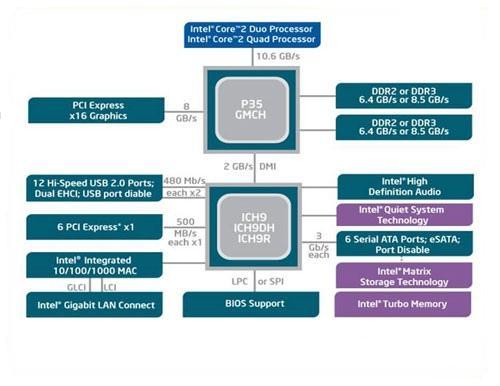 Intel® Core™2 Duo Processor
Intel® Core™2 Quad Processor
10.6 GB/s
PCI Express
x16 Graphics
8
GB/s
P35
GMCH
DDR2 or DDR3
6.4 GB/s or 8.5 GB/s
DDR2 or DDR3
6.4 GB/s or 8.5 GB/s
2 GB/s DMI
12 Hi-Speed USB 2.0 Ports;
Dual EHCI; USB port diable
480 Mb/s
each x2
ICH9
ICH9DH
ICH9R
Intel® High
Definition Audio
Intel® Quiet System
Technology
6 PCI Express* x1
500
MB/s
each x1
3
Gb/s
each
6 Serial ATA Ports; eSATA;
Port Disable
Intel® Integrated
10/100/1000 MAC
Intel® Matrix
Storage Technology
GLCI LCI
LPC or SPI
Intel® Gigabit LAN Connect
BIOS Support
Intel® Turbo Memory